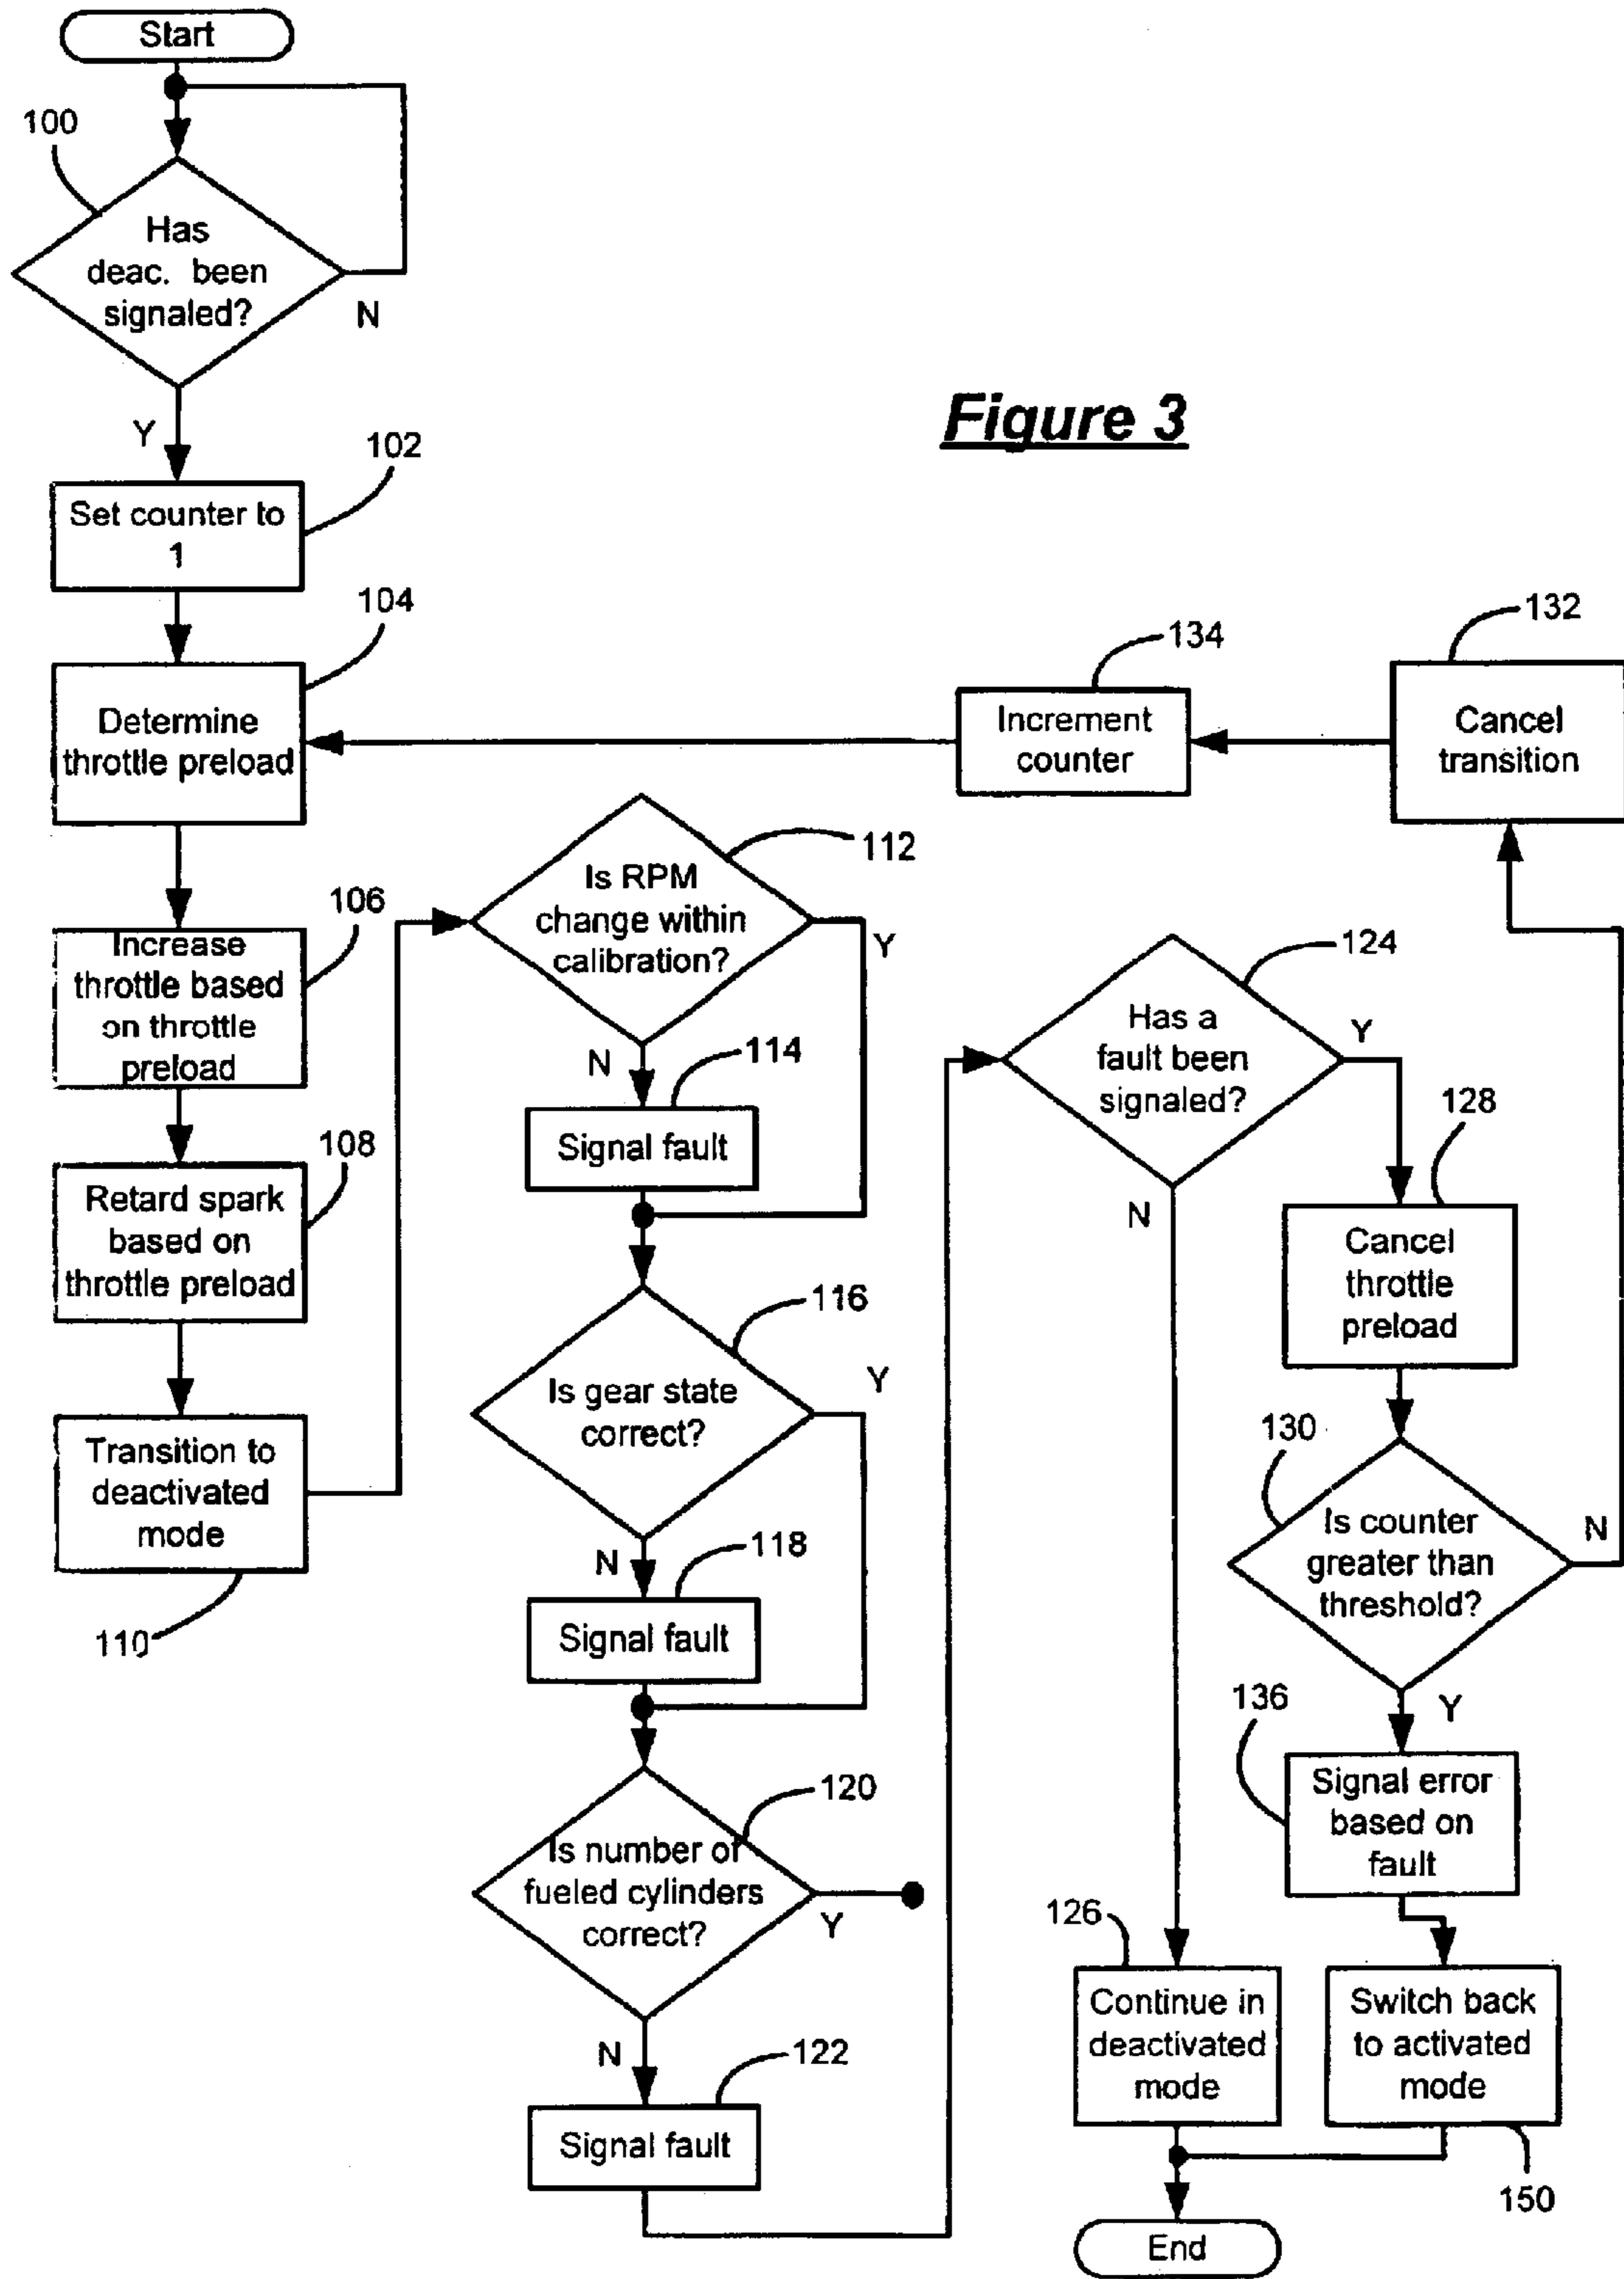 Start
100
Has
deac. been
signaled?
N
Y
Figure 3
102
Set counter to
1
104
Determine
throttle preload
134
Increment
counter
132
Cancel
transition
106
Increase
throttle based
on throttle
preload
108
Retard spark
based on
throttle preload
Transition to
deactivated
mode
110
112
Is RPM
change within
calibration?
Y
N
114
Signal fault
116
Is gear state
correct?
Y
N
118
Signal fault
120
Is number of
fueled cylinders
correct?
Y
N
122
Signal fault
124
Has a
fault been
signaled?
Y
N
128
Cancel
throttle
preload
130
Is counter
greater than
threshold?
N
Y
136
Signal error
based on
fault
126
Continue in
deactivated
mode
Switch back
to activated
mode
150
End